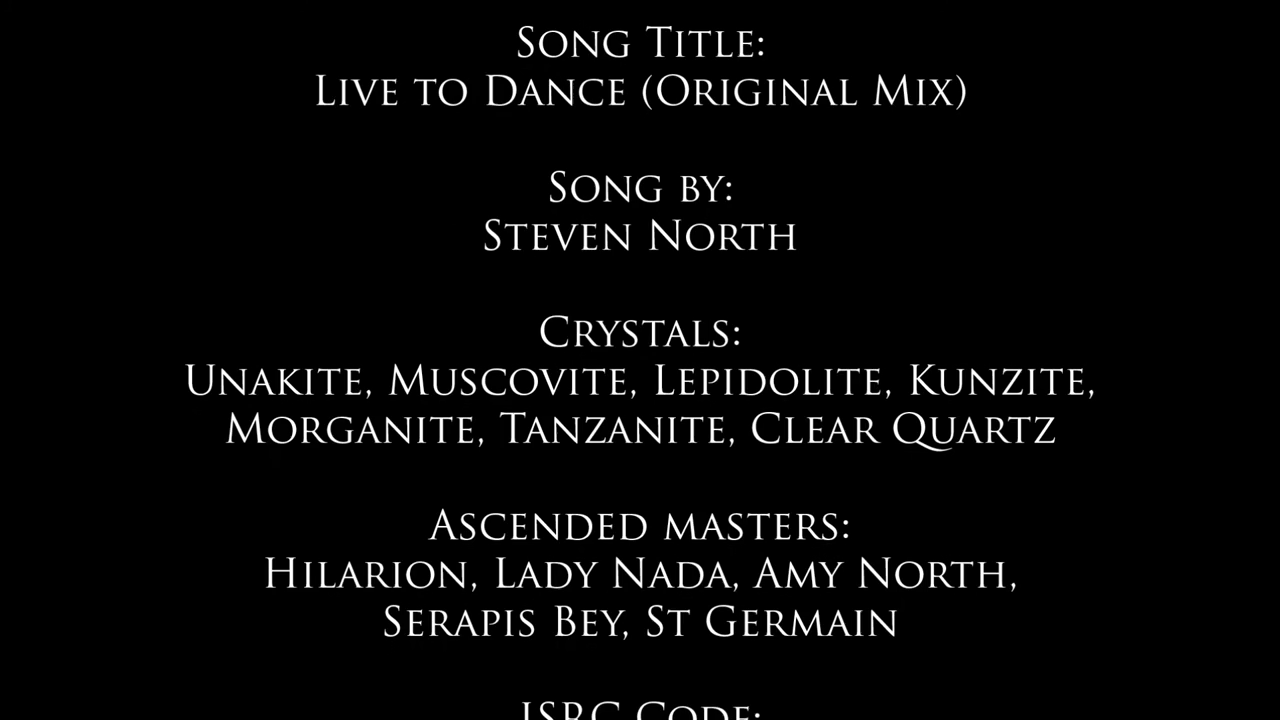 Song Title:
Live to Dance (Original Mix)
Song by:
Steven North
Crystals:
Unakite, Muscovite, Lepidolite, Kunzite,
Morganite, Tanzanite, Clear Quartz
Ascended masters:
Hilarion, Lady Nada, Amy North,
Serapis Bey, St Germain
ISRC Code: